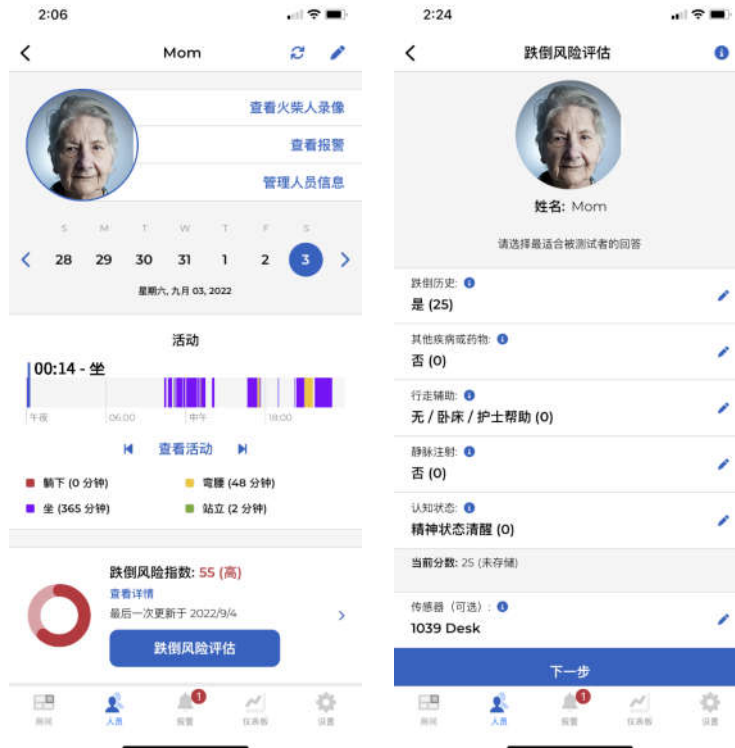 2:06
Mom
查看火柴人录像
查看报警
管理人员信息
S M T W T F S
28 29 30 31 1 2 3
星期六, 九月 03, 2022
活动
00:14 - 坐
午夜 06:00 中午 18:00
查看活动
躺下 (0 分钟) 弯腰 (48 分钟)
坐 (365 分钟) 站立 (2 分钟)
跌倒风险指数: 55 (高)
查看详情
最后一次更新于 2022/9/4
跌倒风险评估
1
房间 人员 报警 仪表板 设置
2:24
跌倒风险评估
姓名: Mom
请选择最适合被测试者的回答
跌倒历史:
是 (25)
其他疾病或药物:
否 (0)
行走辅助:
无 / 卧床 / 护士帮助 (0)
静脉注射:
否 (0)
认知状态:
精神状态清醒 (0)
当前分数: 25 (未存储)
传感器（可选）:
1039 Desk
下一步
1
房间 人员 报警 仪表板 设置